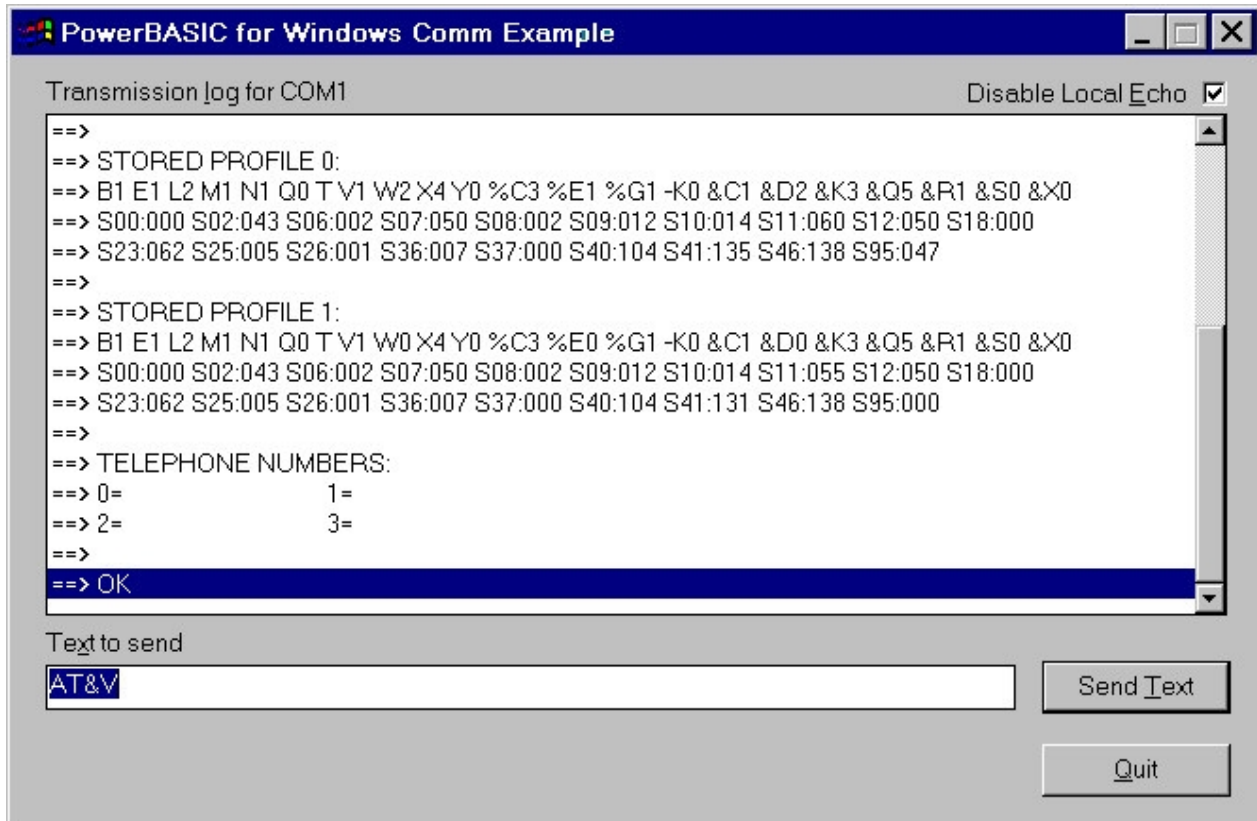 PowerBASIC for Windows Comm Example
Transmission log for COM1 Disable Local Echo
==>
==> STORED PROFILE 0:
==> B1 E1 L2 M1 N1 Q0 T V1 W2 X4 Y0 %C3 %E1 %G1 -K0 &C1 &D2 &K3 &Q5 &R1 &S0 &X0
==> S00:000 S02:043 S06:002 S07:050 S08:002 S09:012 S10:014 S11:060 S12:050 S18:000
==> S23:062 S25:005 S26:001 S36:007 S37:000 S40:104 S41:135 S46:138 S95:047
==>
==> STORED PROFILE 1:
==> B1 E1 L2 M1 N1 Q0 T V1 W0 X4 Y0 %C3 %E0 %G1 -K0 &C1 &D0 &K3 &Q5 &R1 &S0 &X0
==> S00:000 S02:043 S06:002 S07:050 S08:002 S09:012 S10:014 S11:055 S12:050 S18:000
==> S23:062 S25:005 S26:001 S36:007 S37:000 S40:104 S41:131 S46:138 S95:000
==>
==> TELEPHONE NUMBERS:
==> 0= 1=
==> 2= 3=
==>
==> OK
Text to send
AT&V
Send Text
Quit